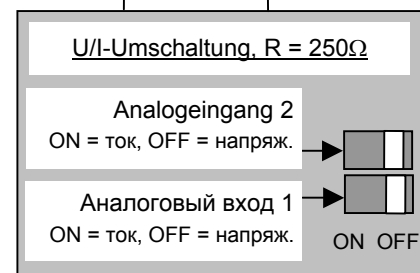 U/I-Umschaltung, R = 250Ω
Analogeingang 2
ON = ток, OFF = напряж.
Аналоговый вход 1
ON = ток, OFF = напряж.
ON OFF